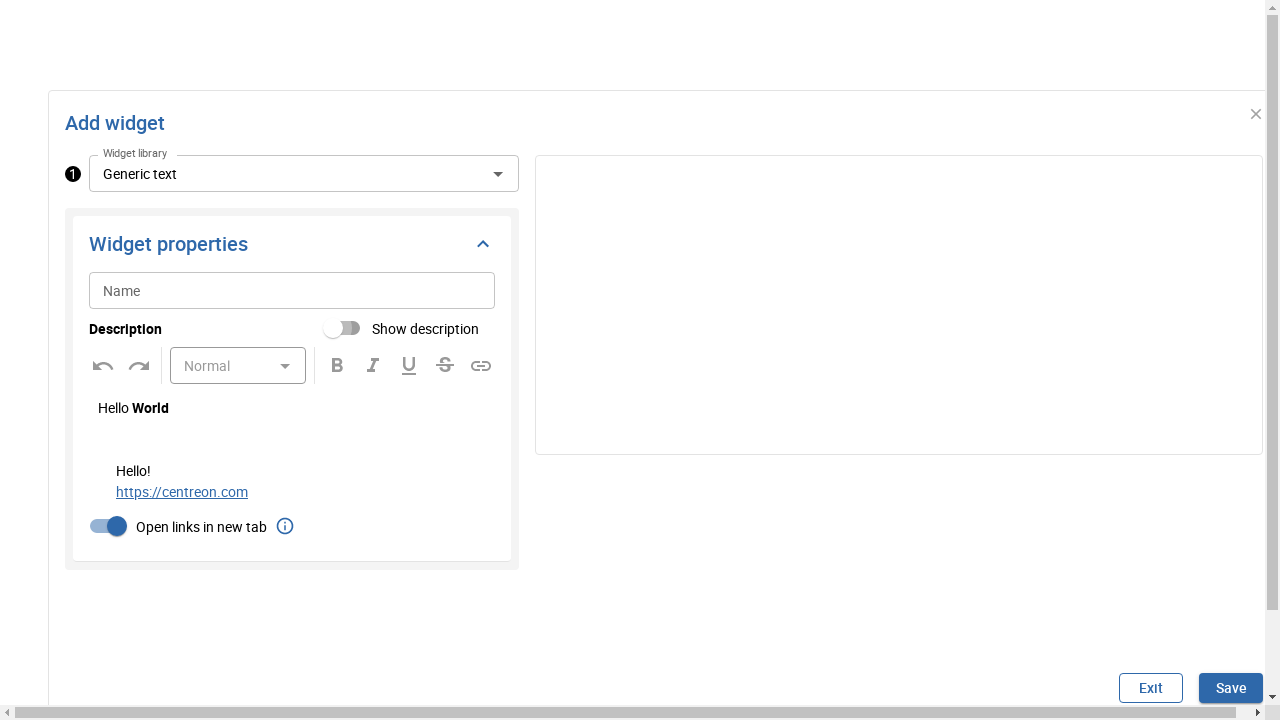 Add widget
Widget library
1
Generic text
Widget properties
Name
Description
Show description
Normal
B I U S
Hello World
Hello!
https://centreon.com
Open links in new tab
Exit
Save